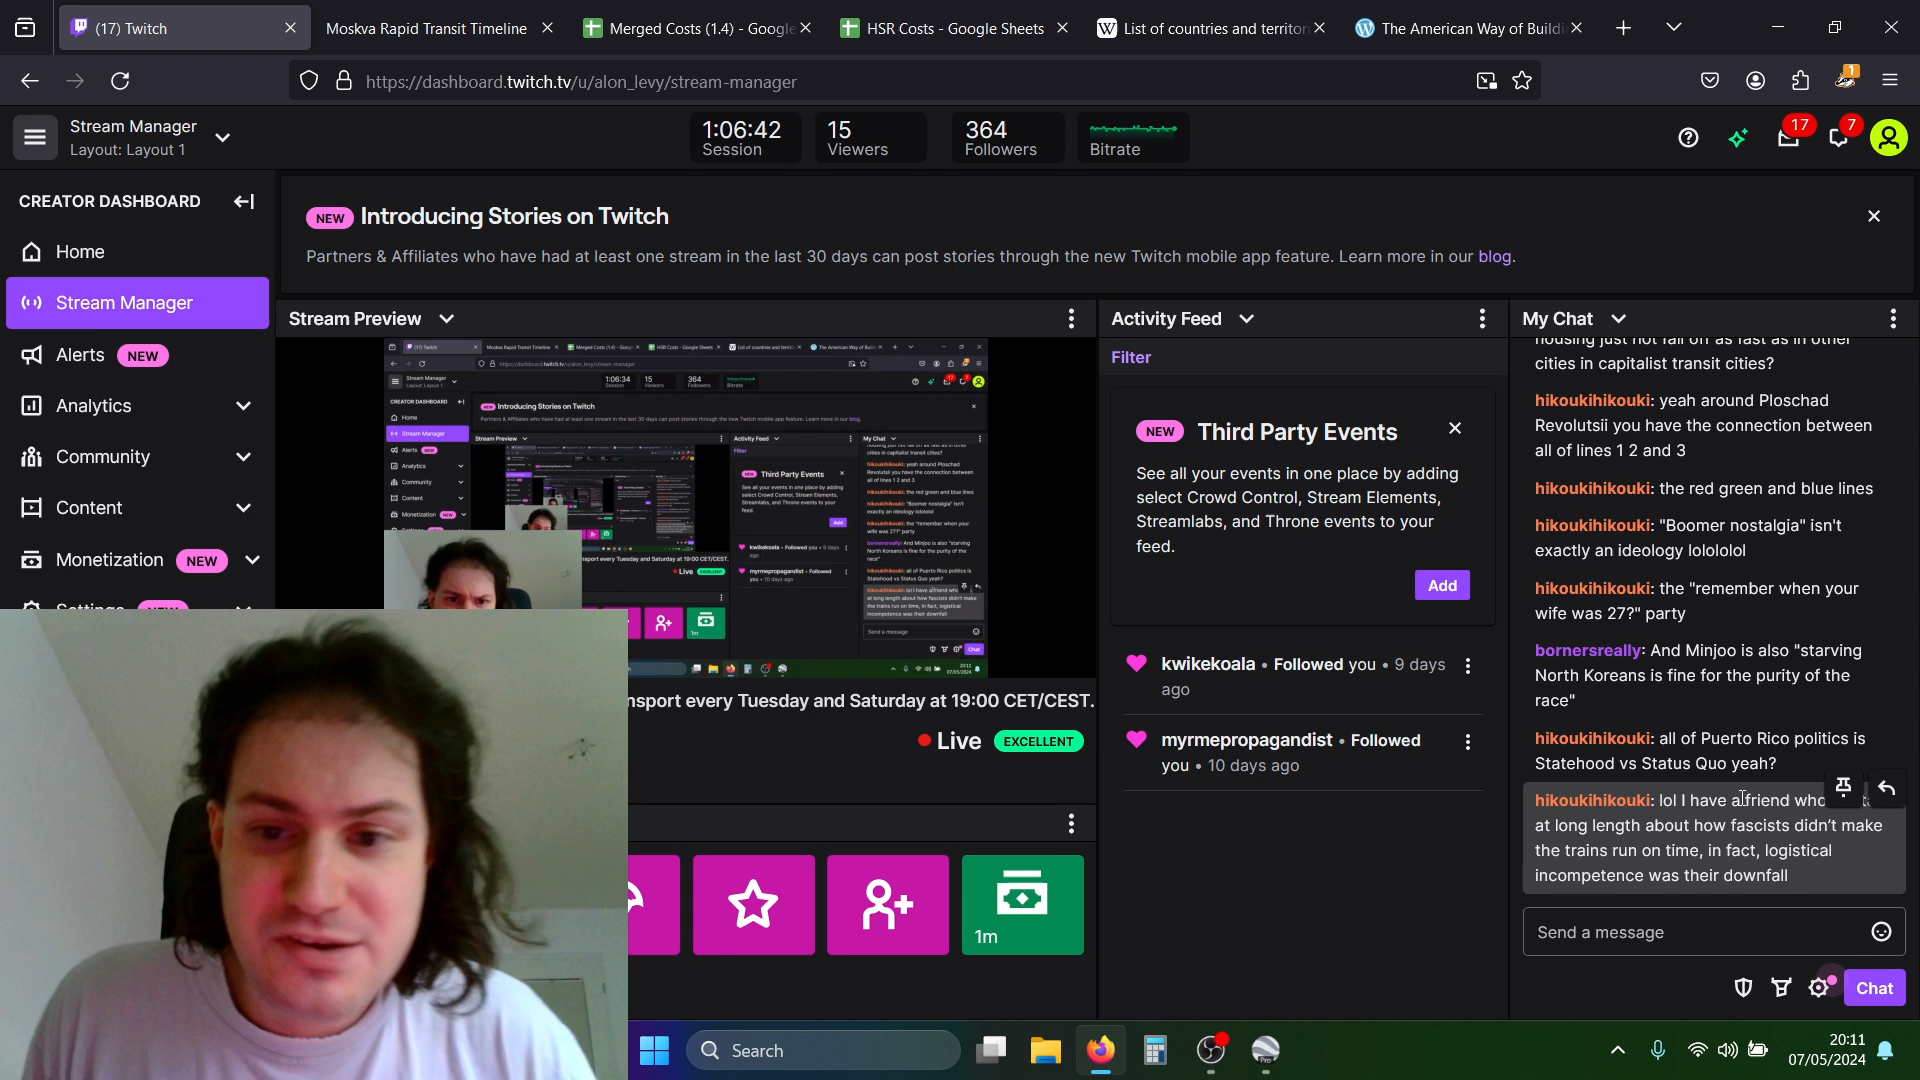 (17) Twitch
Moskva Rapid Transit Timeline
Merged Costs (1.4) - Google
HSR Costs - Google Sheets
List of countries and territori
The American Way of Buildi
https://dashboard.twitch.tv/u/alon_levy/stream-manager
1
Stream Manager
Layout: Layout 1
1:06:42
Session
15
Viewers
364
Followers
Bitrate
17
7
CREATOR DASHBOARD
Home
Stream Manager
Alerts NEW
Analytics
Community
Content
Monetization NEW
NEW Introducing Stories on Twitch
Partners & Affiliates who have had at least one stream in the last 30 days can post stories through the new Twitch mobile app feature. Learn more in our blog.
Stream Preview
nsport every Tuesday and Saturday at 19:00 CET/CEST.
Live EXCELLENT
1m
Activity Feed
Filter
NEW Third Party Events
See all your events in one place by adding
select Crowd Control, Stream Elements,
Streamlabs, and Throne events to your
feed.
Add
kwikekoala • Followed you • 9 days
ago
myrmepropagandist • Followed
you • 10 days ago
My Chat
housing just not fall off as fast as in other
cities in capitalist transit cities?
hikoukihikouki: yeah around Ploschad
Revolutsii you have the connection between
all of lines 1 2 and 3
hikoukihikouki: the red green and blue lines
hikoukihikouki: "Boomer nostalgia" isn't
exactly an ideology lolololol
hikoukihikouki: the "remember when your
wife was 27?" party
bornersreally: And Minjoo is also "starving
North Koreans is fine for the purity of the
race"
hikoukihikouki: all of Puerto Rico politics is
Statehood vs Status Quo yeah?
hikoukihikouki: lol I have a friend who
at long length about how fascists didn't make
the trains run on time, in fact, logistical
incompetence was their downfall
Send a message
Chat
Search
20:11
07/05/2024